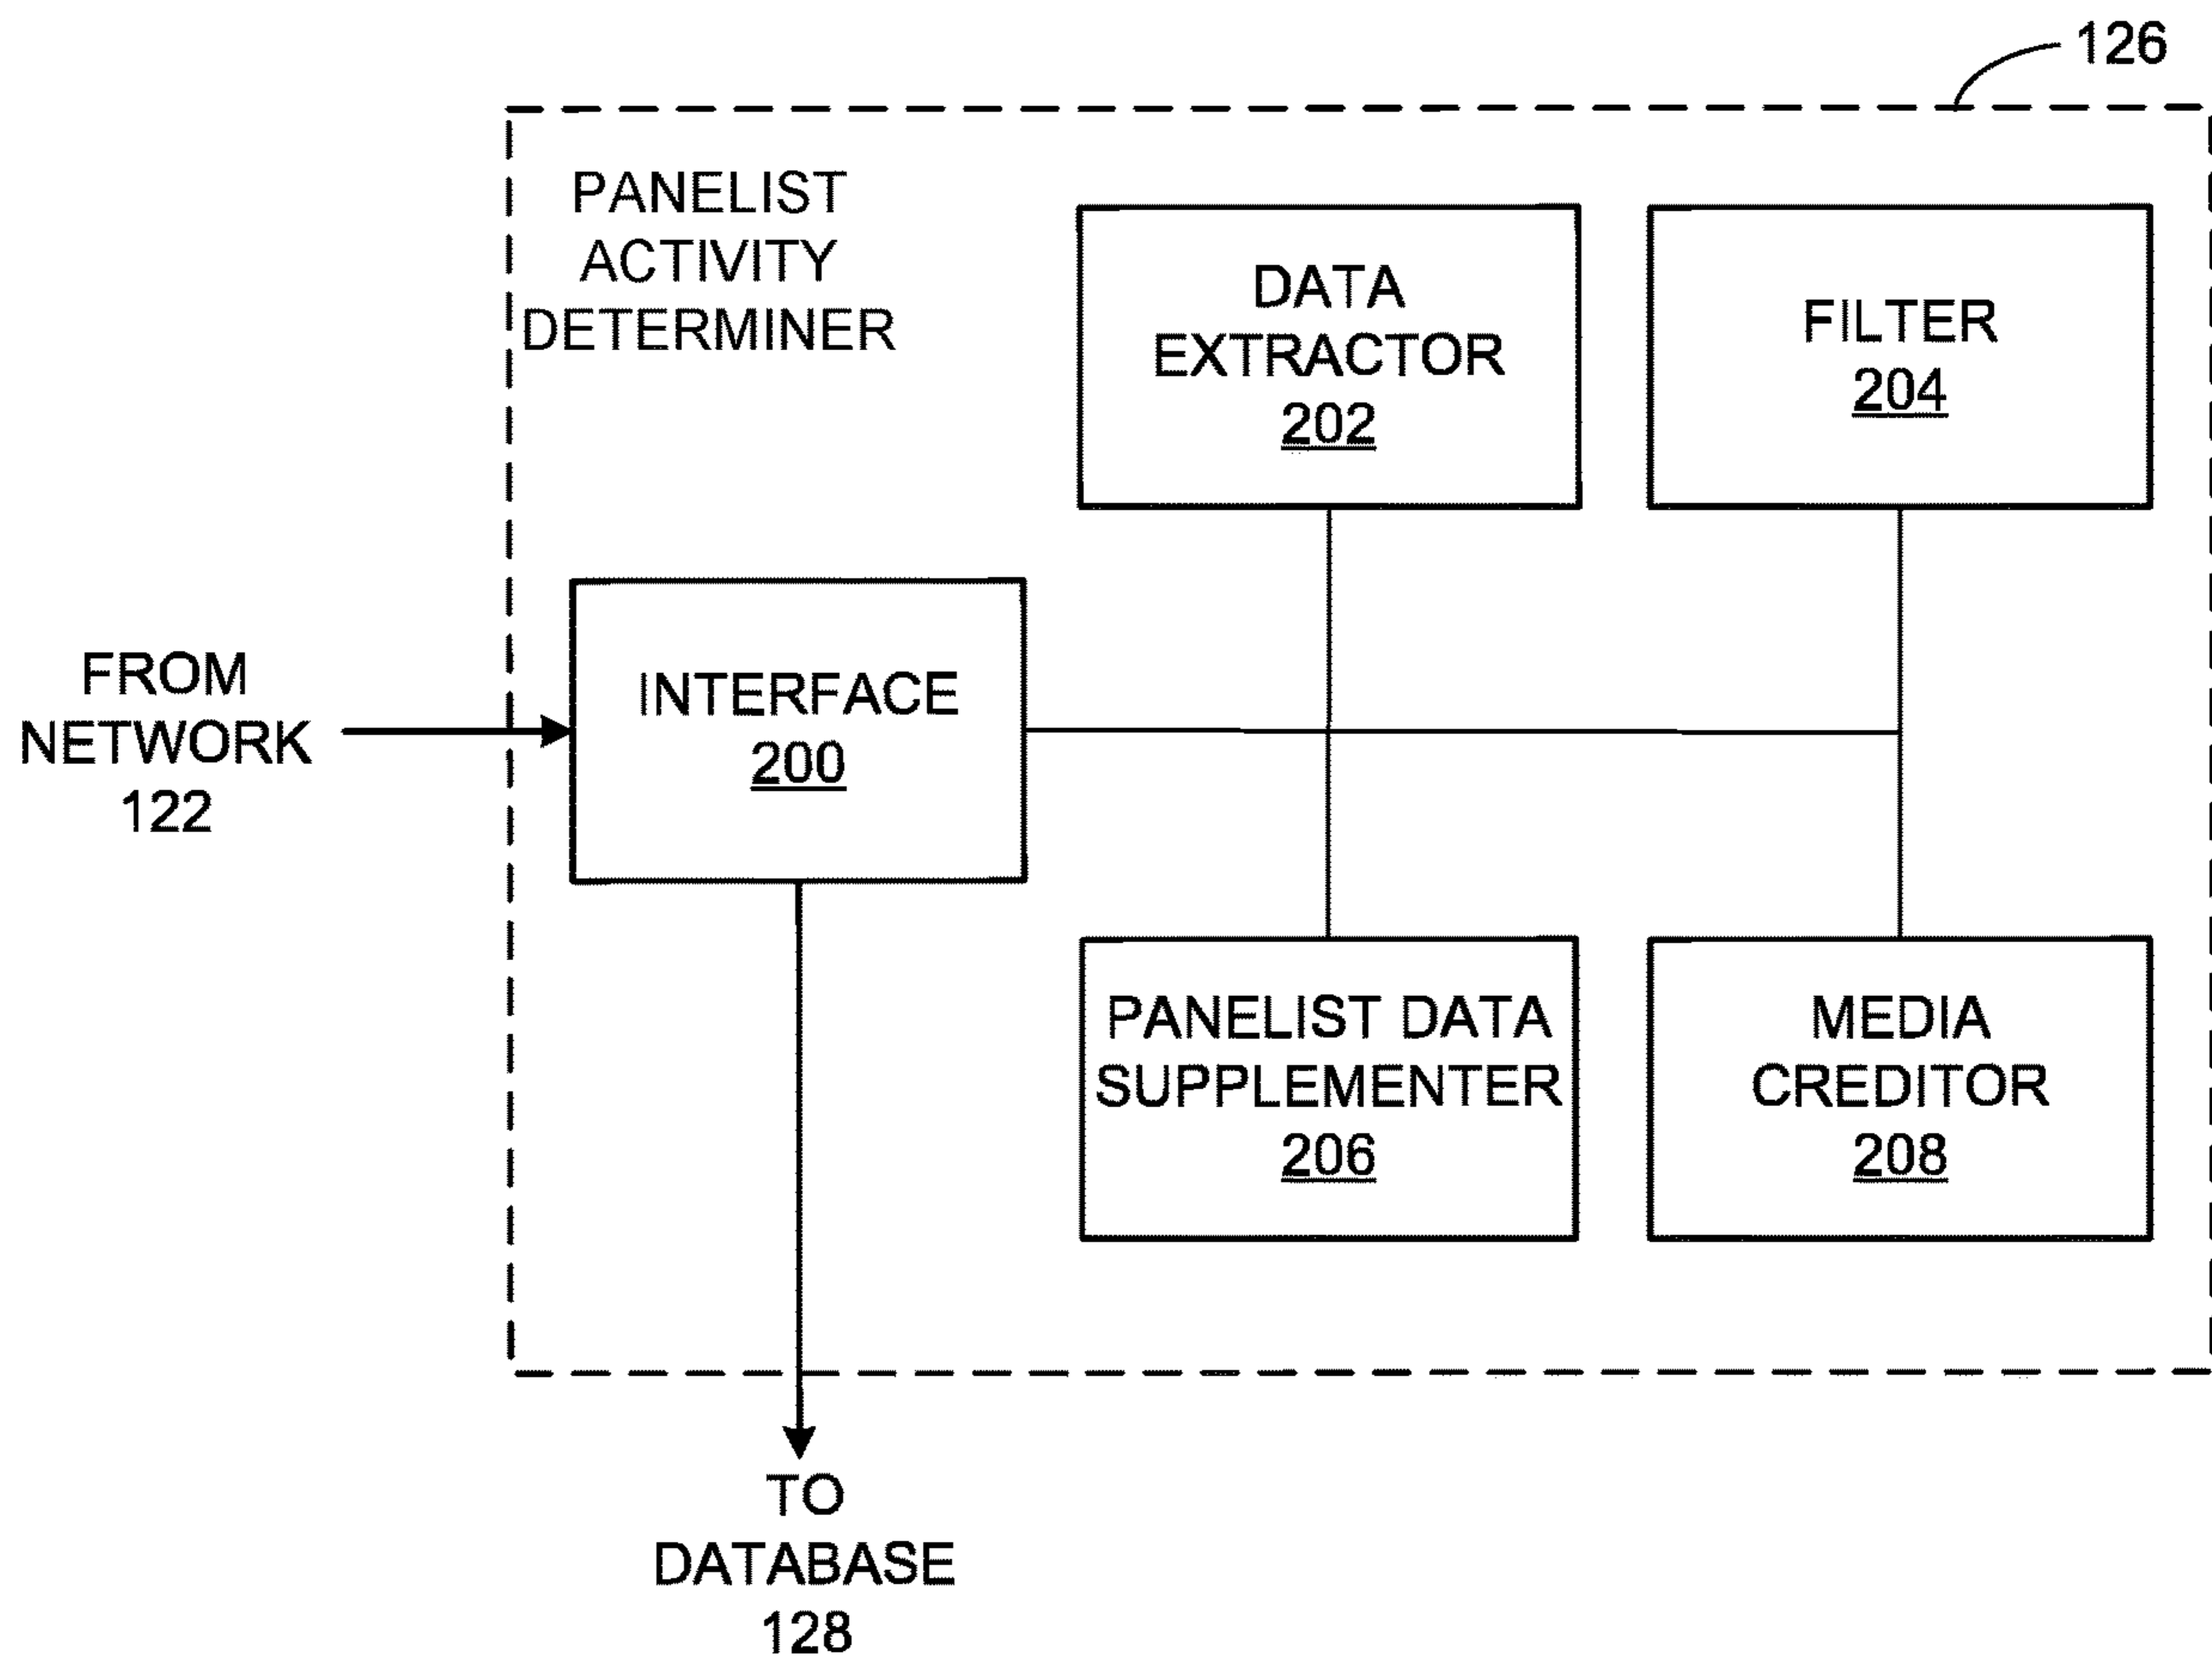 126
PANELIST
ACTIVITY
DETERMINER
DATA
EXTRACTOR
202
FILTER
204
FROM
NETWORK
122
INTERFACE
200
PANELIST DATA
SUPPLEMENTER
206
MEDIA
CREDITOR
208
TO
DATABASE
128